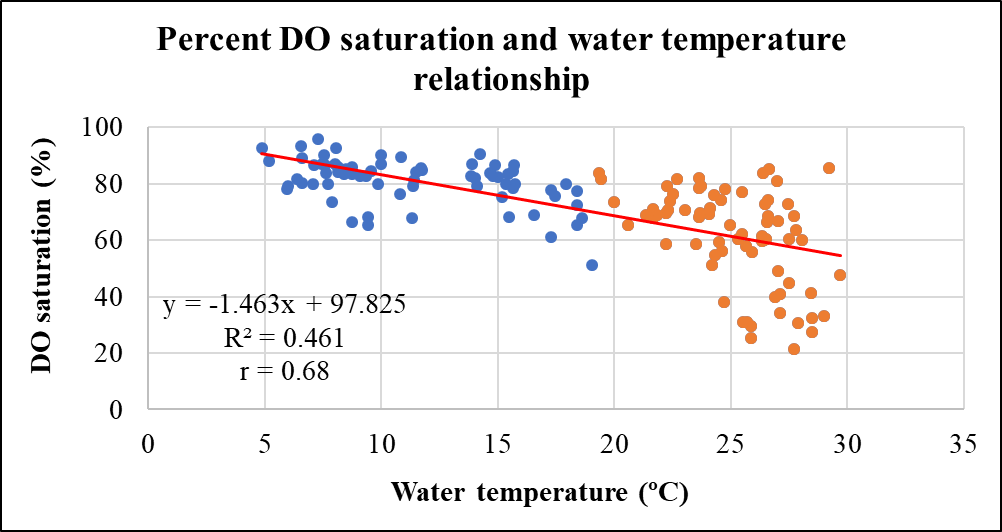 Percent DO saturation and water temperature
relationship
DO saturation (%)
100
80
60
40
20
0
y = -1.463x + 97.825
R² = 0.461
r = 0.68
0 5 10 15 20 25 30 35
Water temperature (ºC)